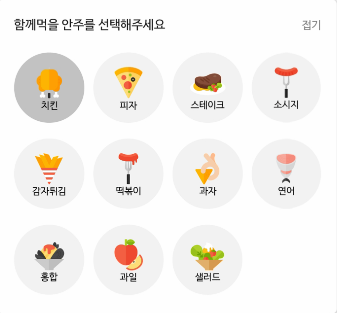 함께먹을 안주를 선택해주세요
접기
치킨
피자
스테이크
소시지
감자튀김
떡볶이
과자
연어
홍합
과일
샐러드